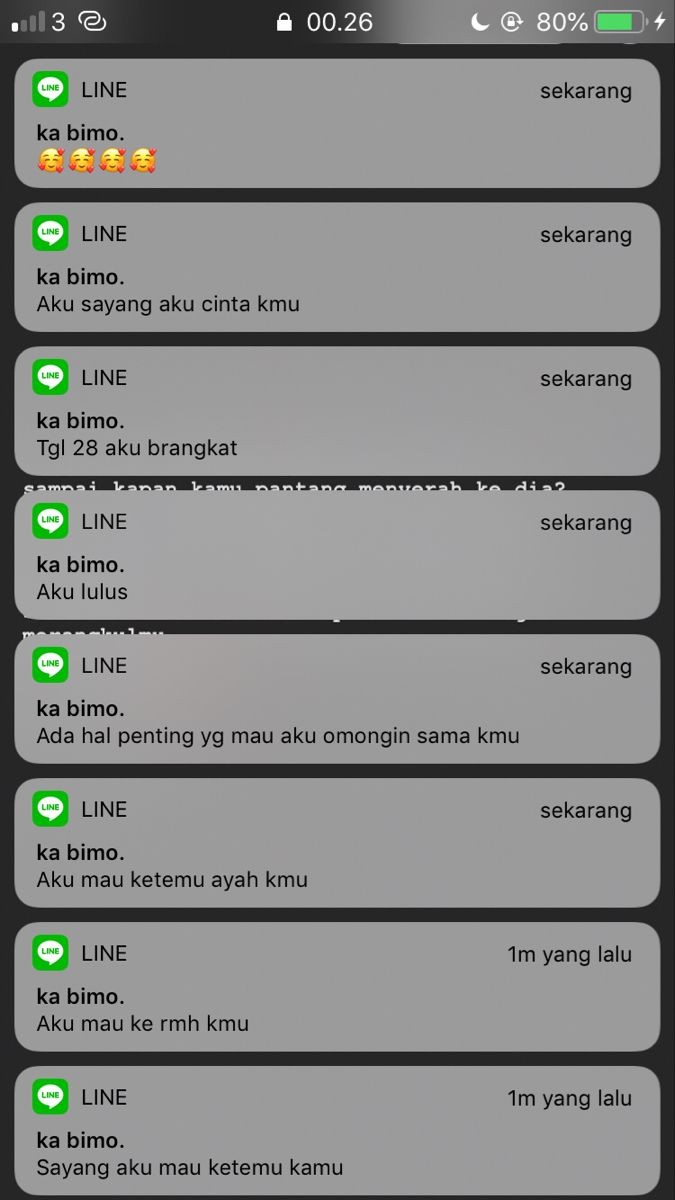 3 00.26 80%
LINE sekarang
ka bimo.
🥰🥰🥰🥰
LINE sekarang
ka bimo.
Aku sayang aku cinta kmu
LINE sekarang
ka bimo.
Tgl 28 aku brangkat
sampai kapan kamu pantang menyerah ke dia?
LINE sekarang
ka bimo.
Aku lulus
merangkulmu
LINE sekarang
ka bimo.
Ada hal penting yg mau aku omongin sama kmu
LINE sekarang
ka bimo.
Aku mau ketemu ayah kmu
LINE 1m yang lalu
ka bimo.
Aku mau ke rmh kmu
LINE 1m yang lalu
ka bimo.
Sayang aku mau ketemu kamu